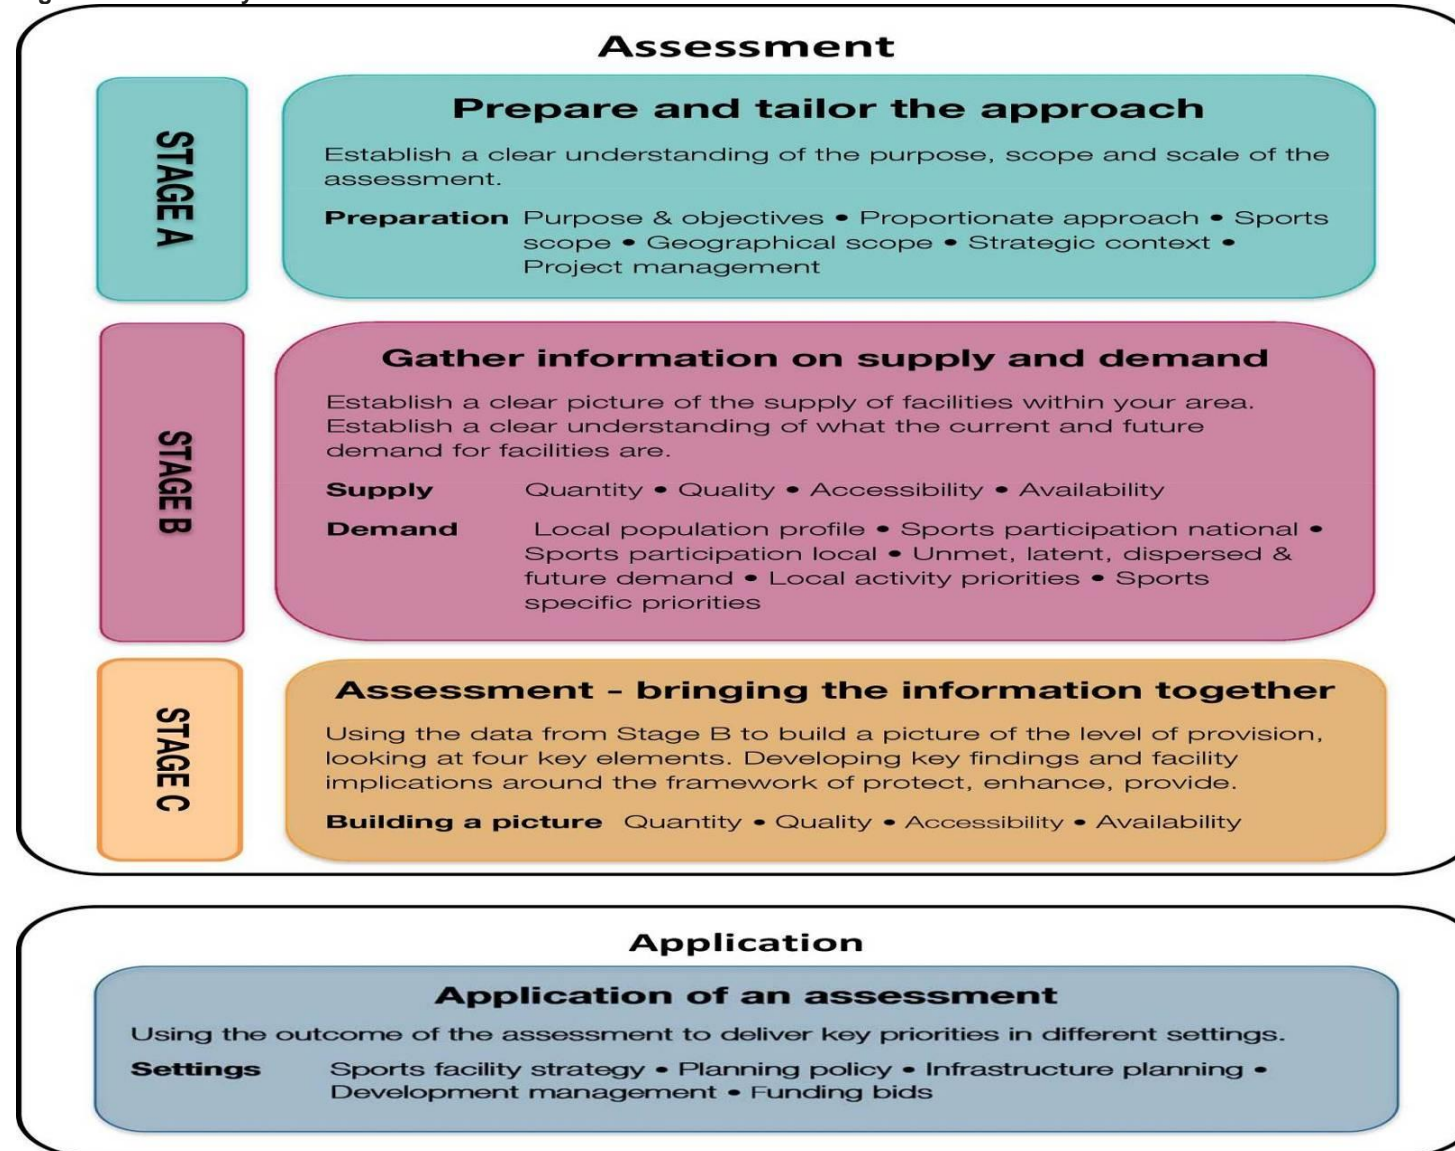 Assessment
STAGE A
Prepare and tailor the approach
Establish a clear understanding of the purpose, scope and scale of the
assessment.
Preparation Purpose & objectives • Proportionate approach • Sports
scope • Geographical scope • Strategic context •
Project management
STAGE B
Gather information on supply and demand
Establish a clear picture of the supply of facilities within your area.
Establish a clear understanding of what the current and future
demand for facilities are.
Supply Quantity • Quality • Accessibility • Availability
Demand Local population profile • Sports participation national •
Sports participation local • Unmet, latent, dispersed &
future demand • Local activity priorities • Sports
specific priorities
STAGE C
Assessment - bringing the information together
Using the data from Stage B to build a picture of the level of provision,
looking at four key elements. Developing key findings and facility
implications around the framework of protect, enhance, provide.
Building a picture Quantity • Quality • Accessibility • Availability
Application
Application of an assessment
Using the outcome of the assessment to deliver key priorities in different settings.
Settings Sports facility strategy • Planning policy • Infrastructure planning •
Development management • Funding bids